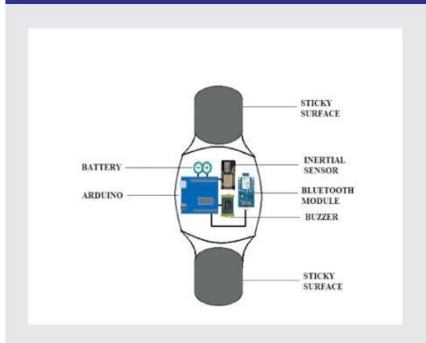 STICKY
SURFACE
BATTERY
INERTIAL
SENSOR
ARDUINO
BLUETOOTH
MODULE
BUZZER
STICKY
SURFACE